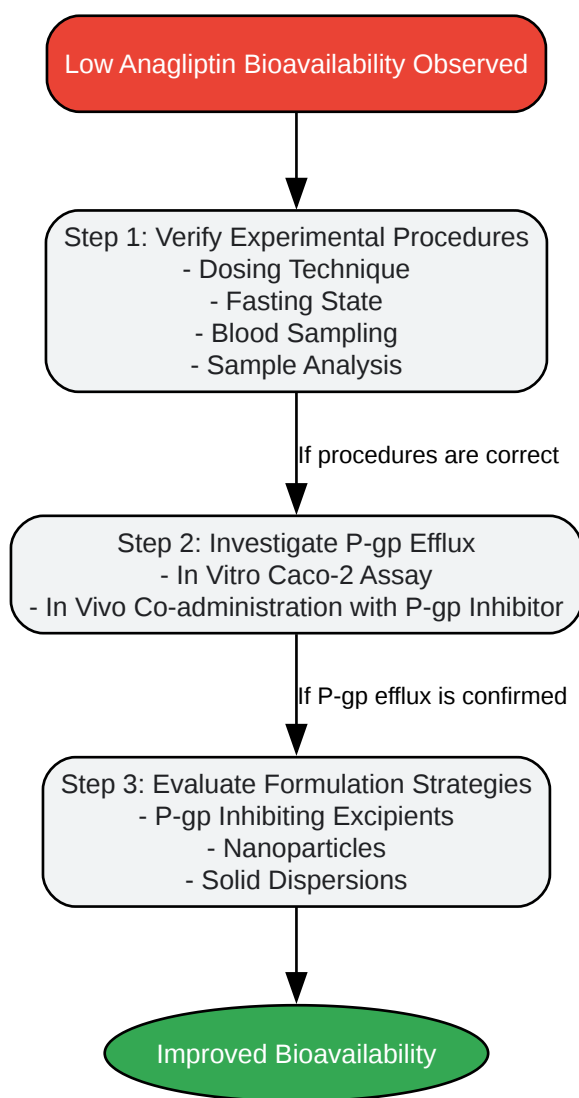 Low Anagliptin Bioavailability Observed
Step 1: Verify Experimental Procedures
- Dosing Technique
- Fasting State
- Blood Sampling
- Sample Analysis
If procedures are correct
Step 2: Investigate P-gp Efflux
- In Vitro Caco-2 Assay
- In Vivo Co-administration with P-gp Inhibitor
If P-gp efflux is confirmed
Step 3: Evaluate Formulation Strategies
- P-gp Inhibiting Excipients
- Nanoparticles
- Solid Dispersions
Improved Bioavailability